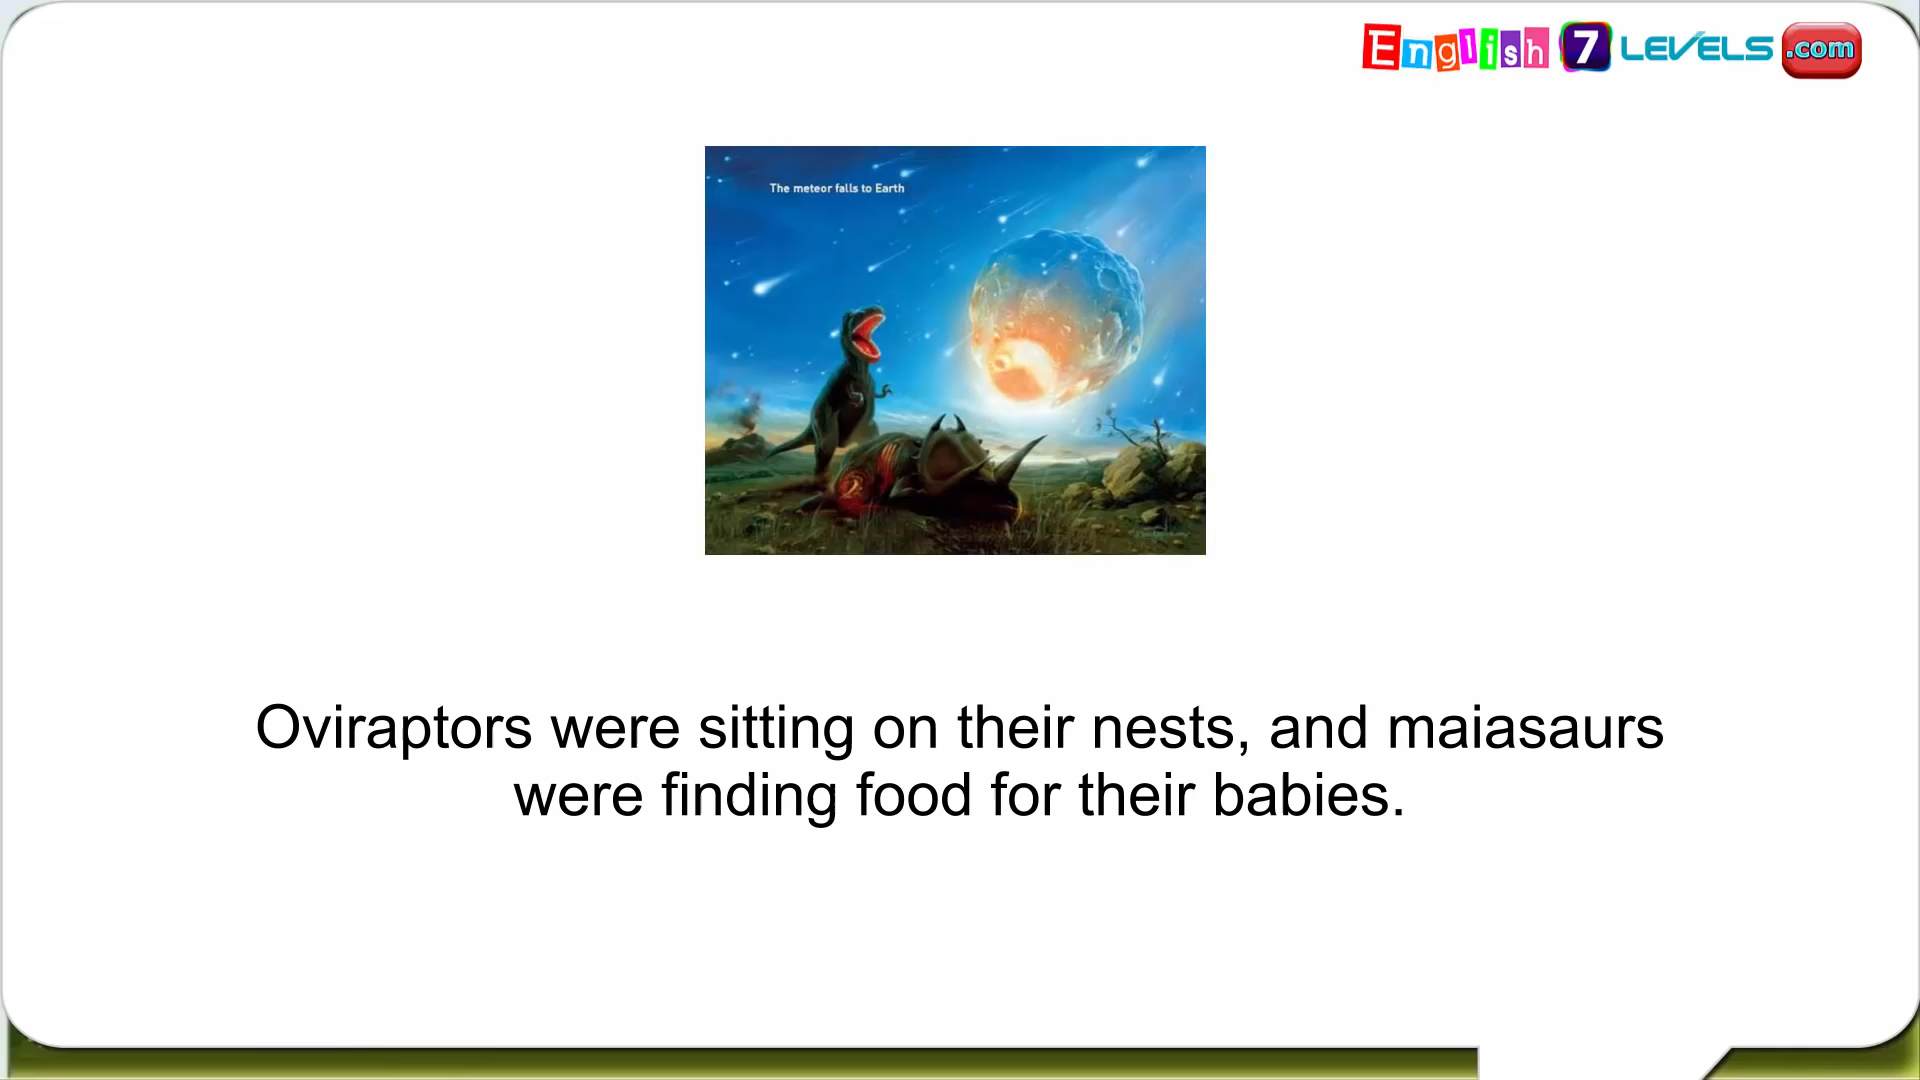 English 7 LEVELS .com
The meteor falls to Earth
Oviraptors were sitting on their nests, and maiasaurs
were finding food for their babies.